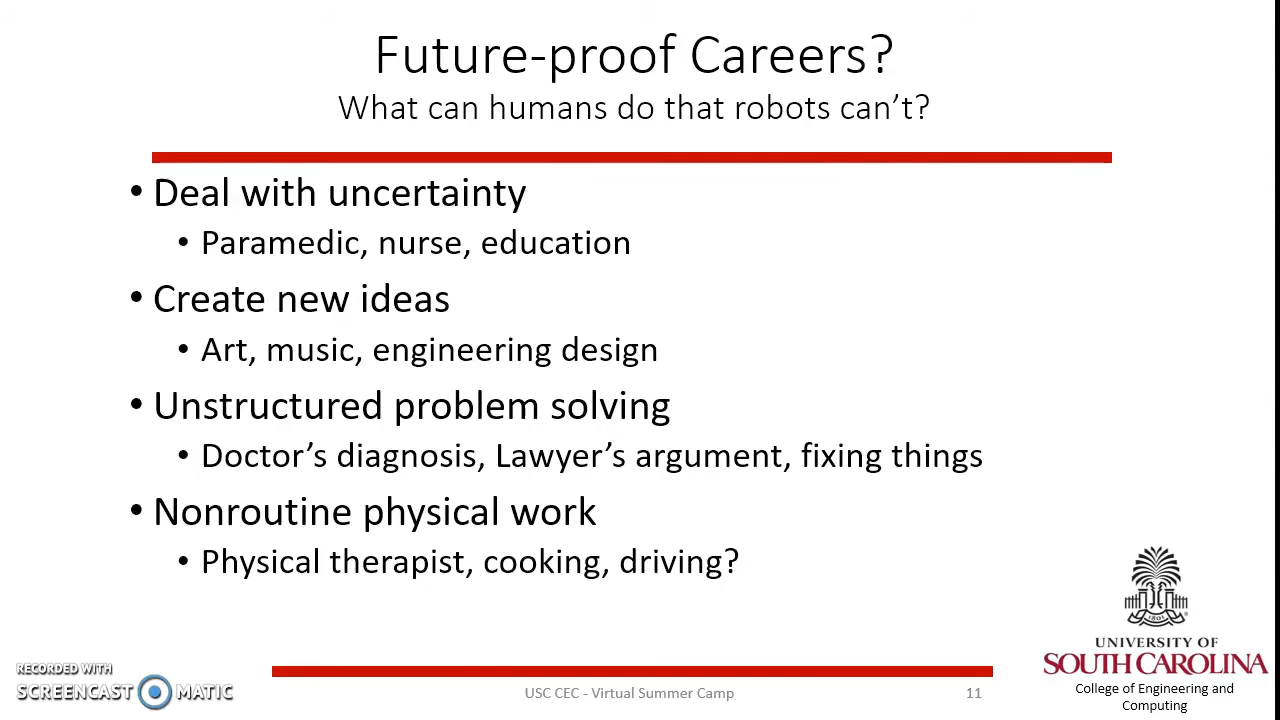 Future-proof Careers?
What can humans do that robots can’t?
• Deal with uncertainty
• Paramedic, nurse, education
• Create new ideas
• Art, music, engineering design
• Unstructured problem solving
• Doctor’s diagnosis, Lawyer’s argument, fixing things
• Nonroutine physical work
• Physical therapist, cooking, driving?
1801
UNIVERSITY OF
SOUTH CAROLINA
College of Engineering and
Computing
RECORDED WITH
SCREENCAST MATIC
USC CEC - Virtual Summer Camp
11